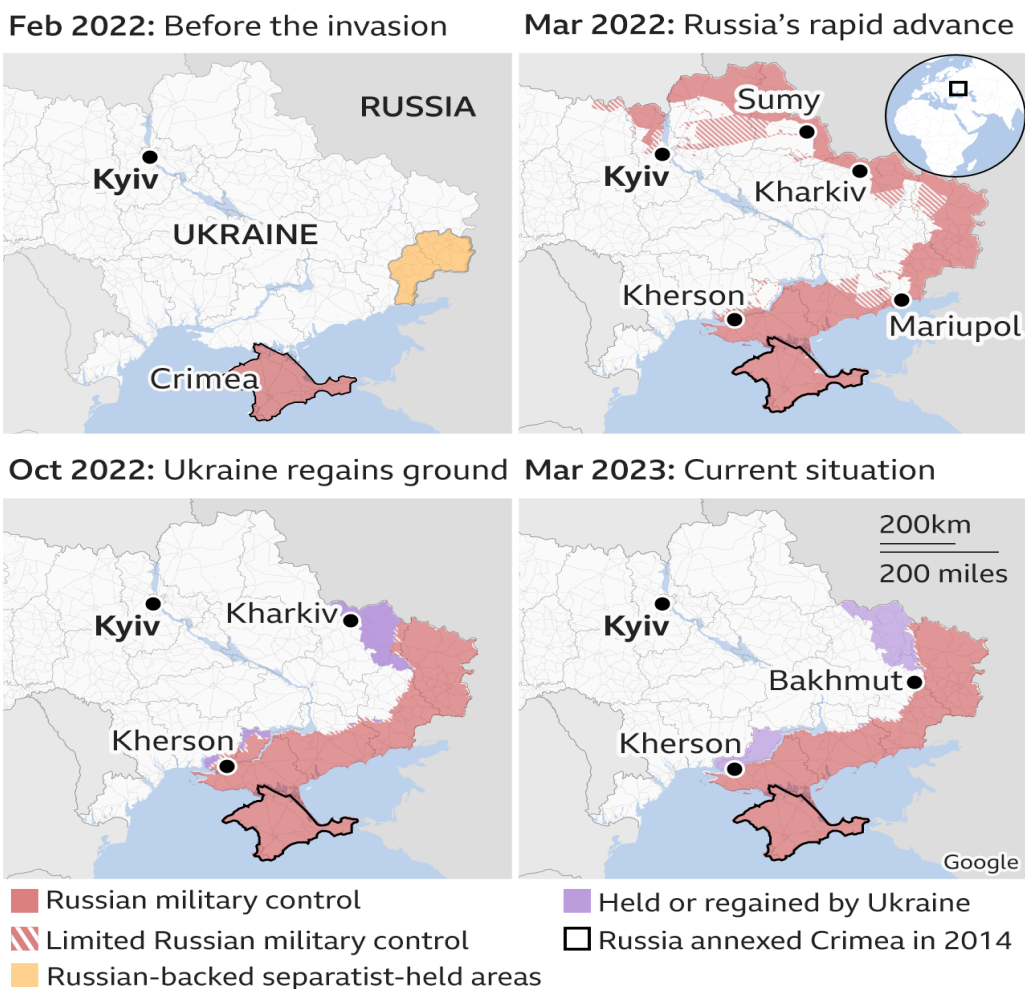 Feb 2022: Before the invasion
RUSSIA
Kyiv
UKRAINE
Crimea
Mar 2022: Russia's rapid advance
Sumy
Kyiv
Kharkiv
Kherson
Mariupol
Oct 2022: Ukraine regains ground
Kharkiv
Kyiv
Kherson
Mar 2023: Current situation
200km
200 miles
Kyiv
Bakhmut
Kherson
Google
Russian military control
Limited Russian military control
Russian-backed separatist-held areas
Held or regained by Ukraine
Russia annexed Crimea in 2014